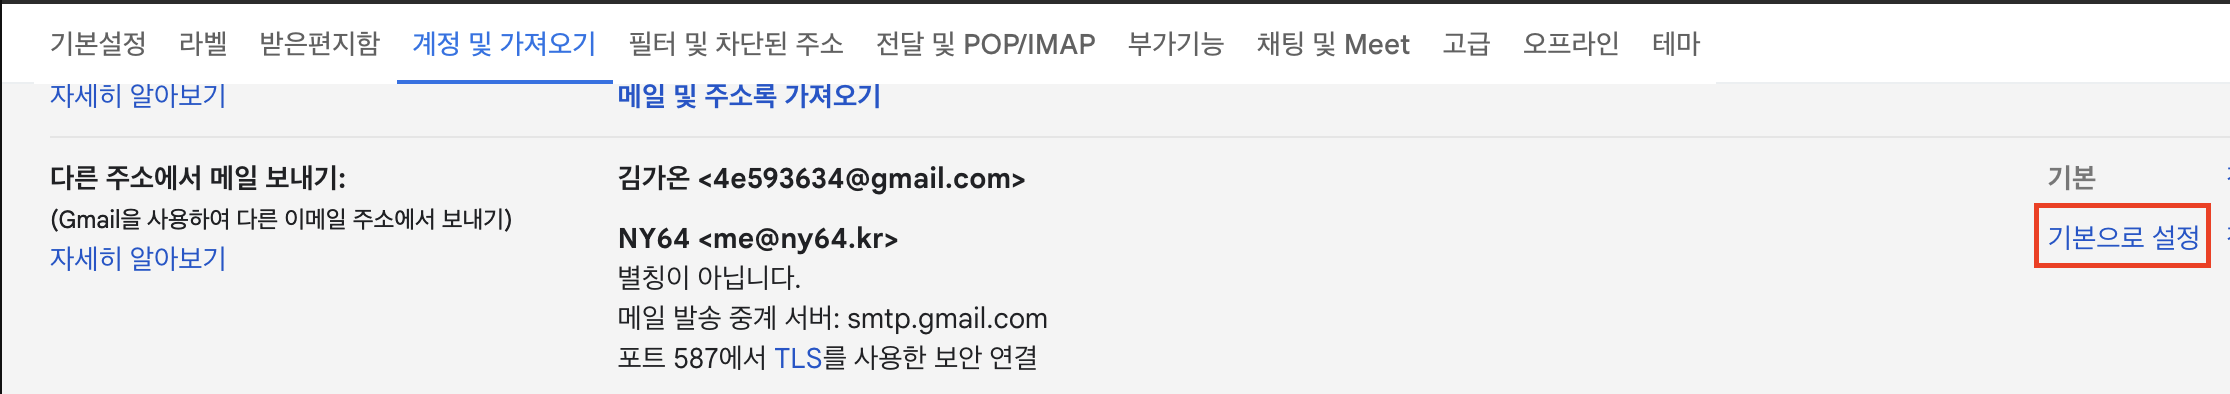 기본설정 라벨 받은편지함 계정 및 가져오기 필터 및 차단된 주소 전달 및 POP/IMAP 부가기능 채팅 및 Meet 고급 오프라인 테마
자세히 알아보기 메일 및 주소록 가져오기
다른 주소에서 메일 보내기: 김가온 <4e593634@gmail.com> 기본
(Gmail을 사용하여 다른 이메일 주소에서 보내기)
자세히 알아보기
NY64 <me@ny64.kr> 기본으로 설정
별칭이 아닙니다.
메일 발송 중계 서버: smtp.gmail.com
포트 587에서 TLS를 사용한 보안 연결